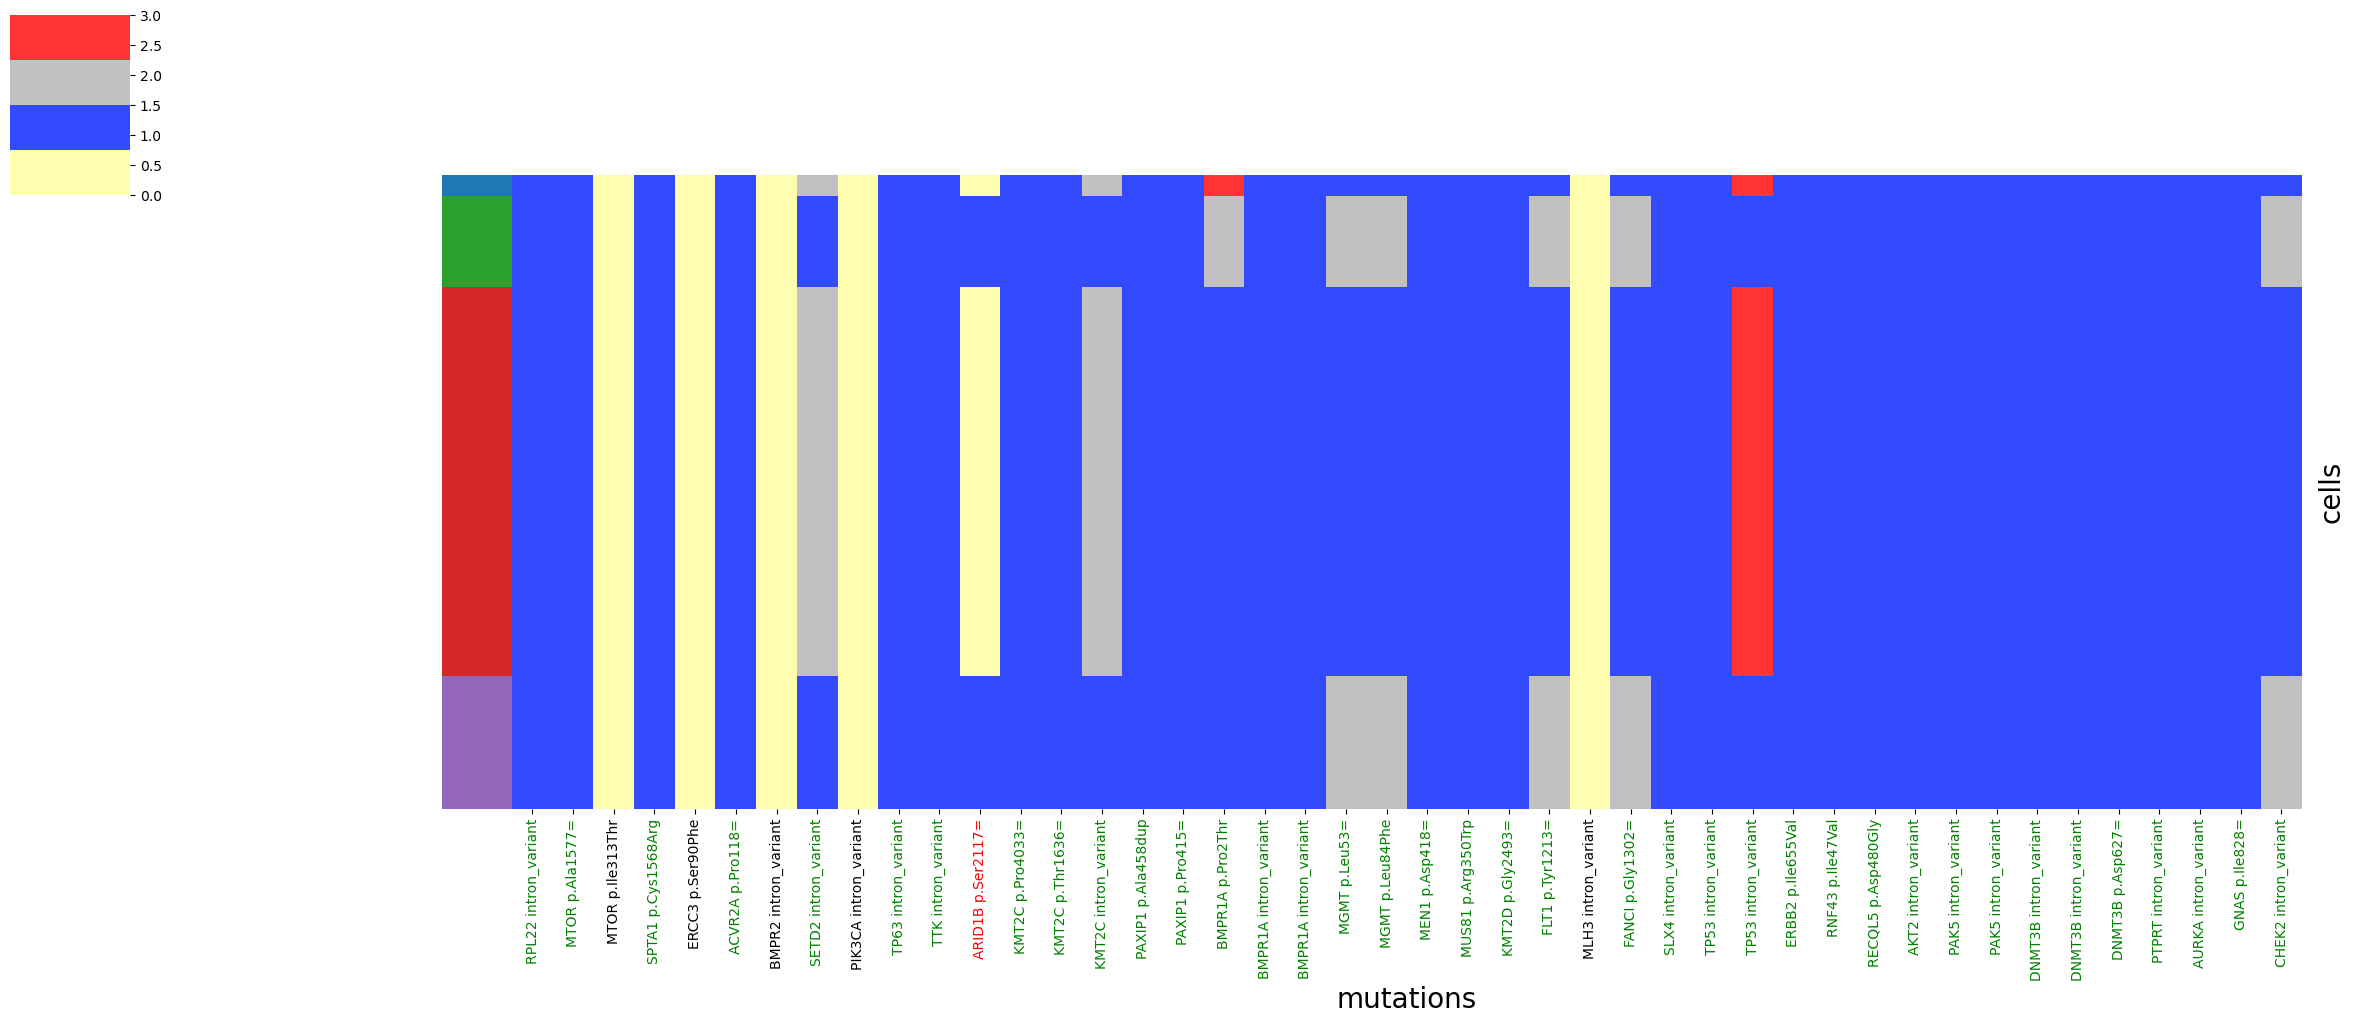 3.0
2.5
2.0
1.5
1.0
0.5
0.0
cells
RPL22 intron_variant
MTOR p.Ala1577=
MTOR p.Ile313Thr
SPTA1 p.Cys1568Arg
ERCC3 p.Ser90Phe
ACVR2A p.Pro118=
BMPR2 intron_variant
SETD2 intron_variant
PIK3CA intron_variant
TP63 intron_variant
TTK intron_variant
ARID1B p.Ser2117=
KMT2C p.Pro4033=
KMT2C p.Thr1636=
KMT2C intron_variant
PAXIP1 p.Ala458dup
PAXIP1 p.Pro415=
BMPR1A p.Pro2Thr
BMPR1A intron_variant
BMPR1A intron_variant
MGMT p.Leu53=
MGMT p.Leu84Phe
MEN1 p.Asp418=
MUS81 p.Arg350Trp
KMT2D p.Gly2493=
FLT1 p.Tyr1213=
MLH3 intron_variant
FANCI p.Gly1302=
SLX4 intron_variant
TP53 intron_variant
TP53 intron_variant
ERBB2 p.Ile655Val
RNF43 p.Ile47Val
RECQL5 p.Asp480Gly
AKT2 intron_variant
PAK5 intron_variant
PAK5 intron_variant
DNMT3B intron_variant
DNMT3B intron_variant
DNMT3B p.Asp627=
PTPRT intron_variant
AURKA intron_variant
GNAS p.Ile828=
CHEK2 intron_variant
mutations